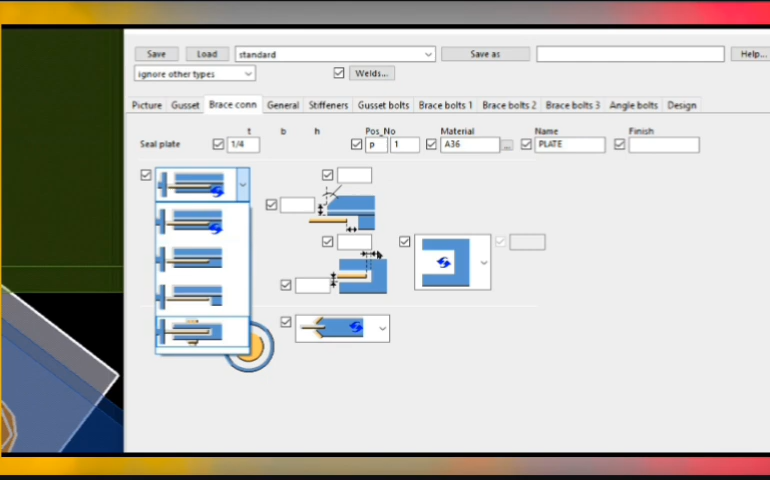 Save Load standard Save as Help...
ignore other types Welds...
Picture Gusset Brace conn General Stiffeners Gusset bolts Brace bolts 1 Brace bolts 2 Brace bolts 3 Angle bolts Design
t b h Pos_No Material Name Finish
Seal plate 1/4 p 1 A36 ... PLATE